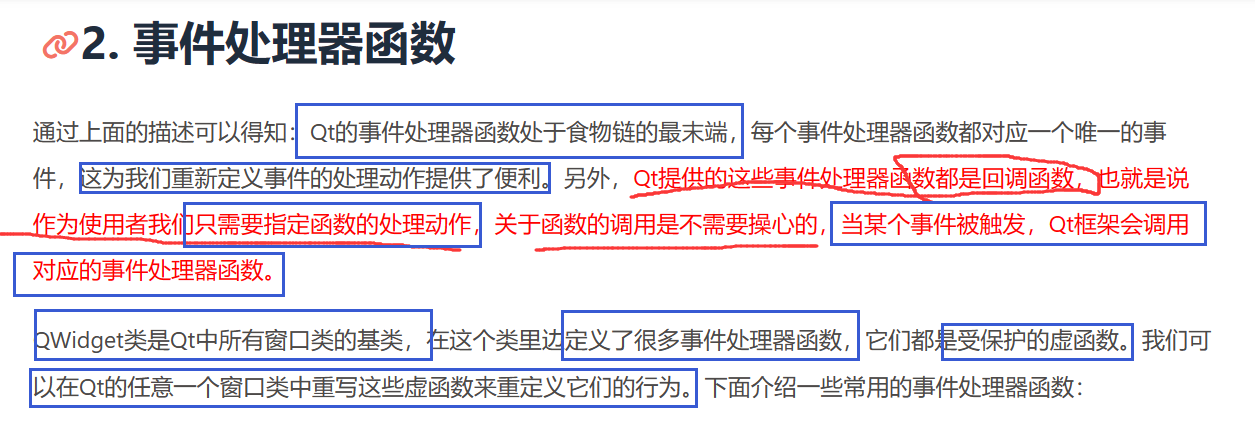 2. 事件处理器函数
通过上面的描述可以得知：Qt的事件处理器函数处于食物链的最末端，每个事件处理器函数都对应一个唯一的事
件，这为我们重新定义事件的处理动作提供了便利。另外，Qt提供的这些事件处理器函数都是回调函数，也就是说
作为使用者我们只需要指定函数的处理动作，关于函数的调用是不需要操心的，当某个事件被触发，Qt框架会调用
对应的事件处理器函数。
QWidget类是Qt中所有窗口类的基类，在这个类里边定义了很多事件处理器函数，它们都是受保护的虚函数。我们可
以在Qt的任意一个窗口类中重写这些虚函数来重定义它们的行为。下面介绍一些常用的事件处理器函数：